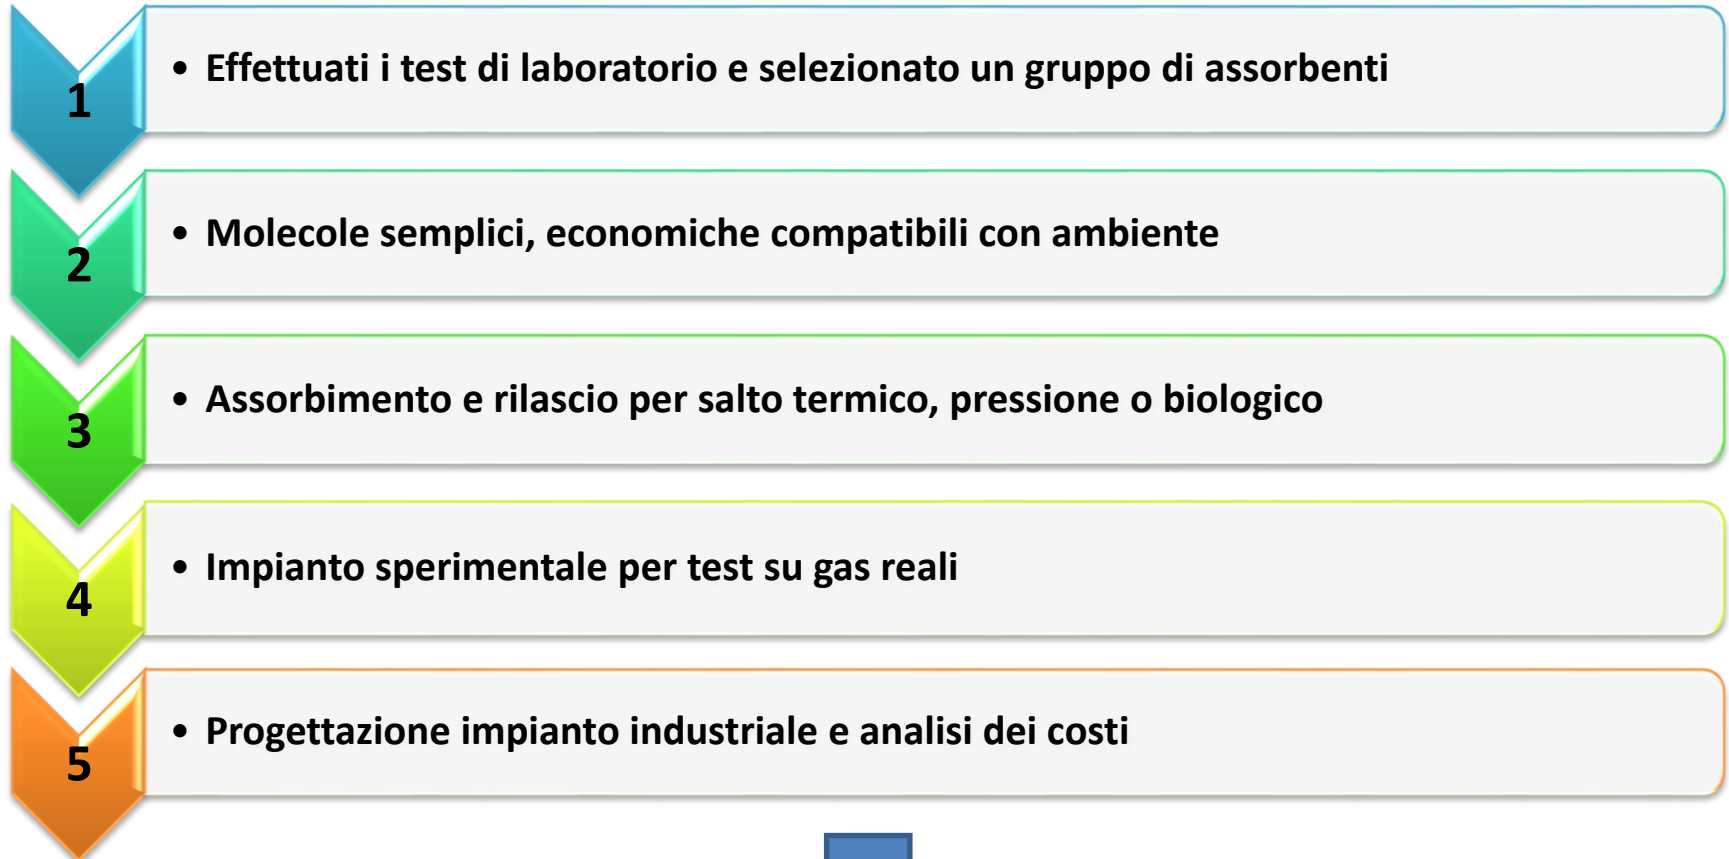 1
• Effettuati i test di laboratorio e selezionato un gruppo di assorbenti
2
• Molecole semplici, economiche compatibili con ambiente
3
• Assorbimento e rilascio per salto termico, pressione o biologico
4
• Impianto sperimentale per test su gas reali
5
• Progettazione impianto industriale e analisi dei costi